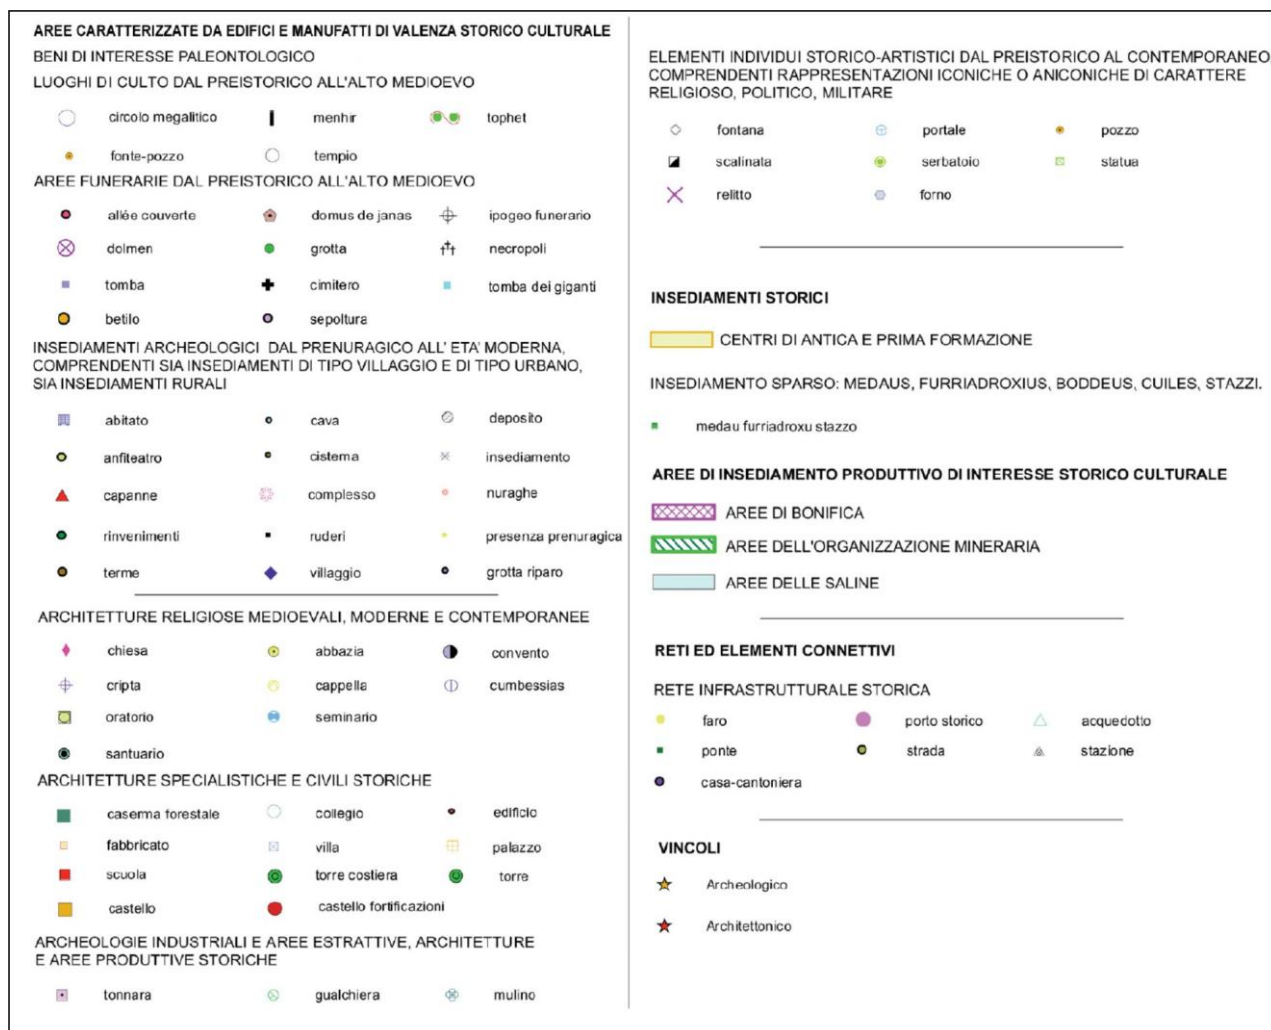 AREE CARATTERIZZATE DA EDIFICI E MANUFATTI DI VALENZA STORICO CULTURALE
BENI DI INTERESSE PALEONTOLOGICO
LUOGHI DI CULTO DAL PREISTORICO ALL'ALTO MEDIOEVO
circolo megalitico menhir tophet
fonte-pozzo tempio
AREE FUNERARIE DAL PREISTORICO ALL'ALTO MEDIOEVO
allée couverte domus de janas ipogeo funerario
dolmen grotta necropoli
tomba cimitero tomba dei giganti
betilo sepoltura
INSEDIAMENTI ARCHEOLOGICI DAL PRENURAGICO ALL' ETA' MODERNA,
COMPRENDENTI SIA INSEDIAMENTI DI TIPO VILLAGGIO E DI TIPO URBANO,
SIA INSEDIAMENTI RURALI
abitato cava deposito
anfiteatro cisterna insediamento
capanne complesso nuraghe
rinvenimenti ruderi presenza prenuragica
terme villaggio grotta riparo
ARCHITETTURE RELIGIOSE MEDIOEVALI, MODERNE E CONTEMPORANEE
chiesa abbazia convento
cripta cappella cumbessias
oratorio seminario
santuario
ARCHITETTURE SPECIALISTICHE E CIVILI STORICHE
caserma forestale collegio edificio
fabbricato villa palazzo
scuola torre costiera torre
castello castello fortificazioni
ARCHEOLOGIE INDUSTRIALI E AREE ESTRATTIVE, ARCHITETTURE
E AREE PRODUTTIVE STORICHE
tonnara gualchiera mulino
ELEMENTI INDIVIDUI STORICO-ARTISTICI DAL PREISTORICO AL CONTEMPORANEO,
COMPRENDENTI RAPPRESENTAZIONI ICONICHE O ANICONICHE DI CARATTERE
RELIGIOSO, POLITICO, MILITARE
fontana portale pozzo
scalinata serbatoio statua
relitto forno
INSEDIAMENTI STORICI
CENTRI DI ANTICA E PRIMA FORMAZIONE
INSEDIAMENTO SPARSO: MEDAUS, FURRIADROXIUS, BODDEUS, CUILES, STAZZI.
medau furriadroxu stazzo
AREE DI INSEDIAMENTO PRODUTTIVO DI INTERESSE STORICO CULTURALE
AREE DI BONIFICA
AREE DELL'ORGANIZZAZIONE MINERARIA
AREE DELLE SALINE
RETI ED ELEMENTI CONNETTIVI
RETE INFRASTRUTTURALE STORICA
faro porto storico acquedotto
ponte strada stazione
casa-cantoniera
VINCOLI
Archeologico
Architettonico